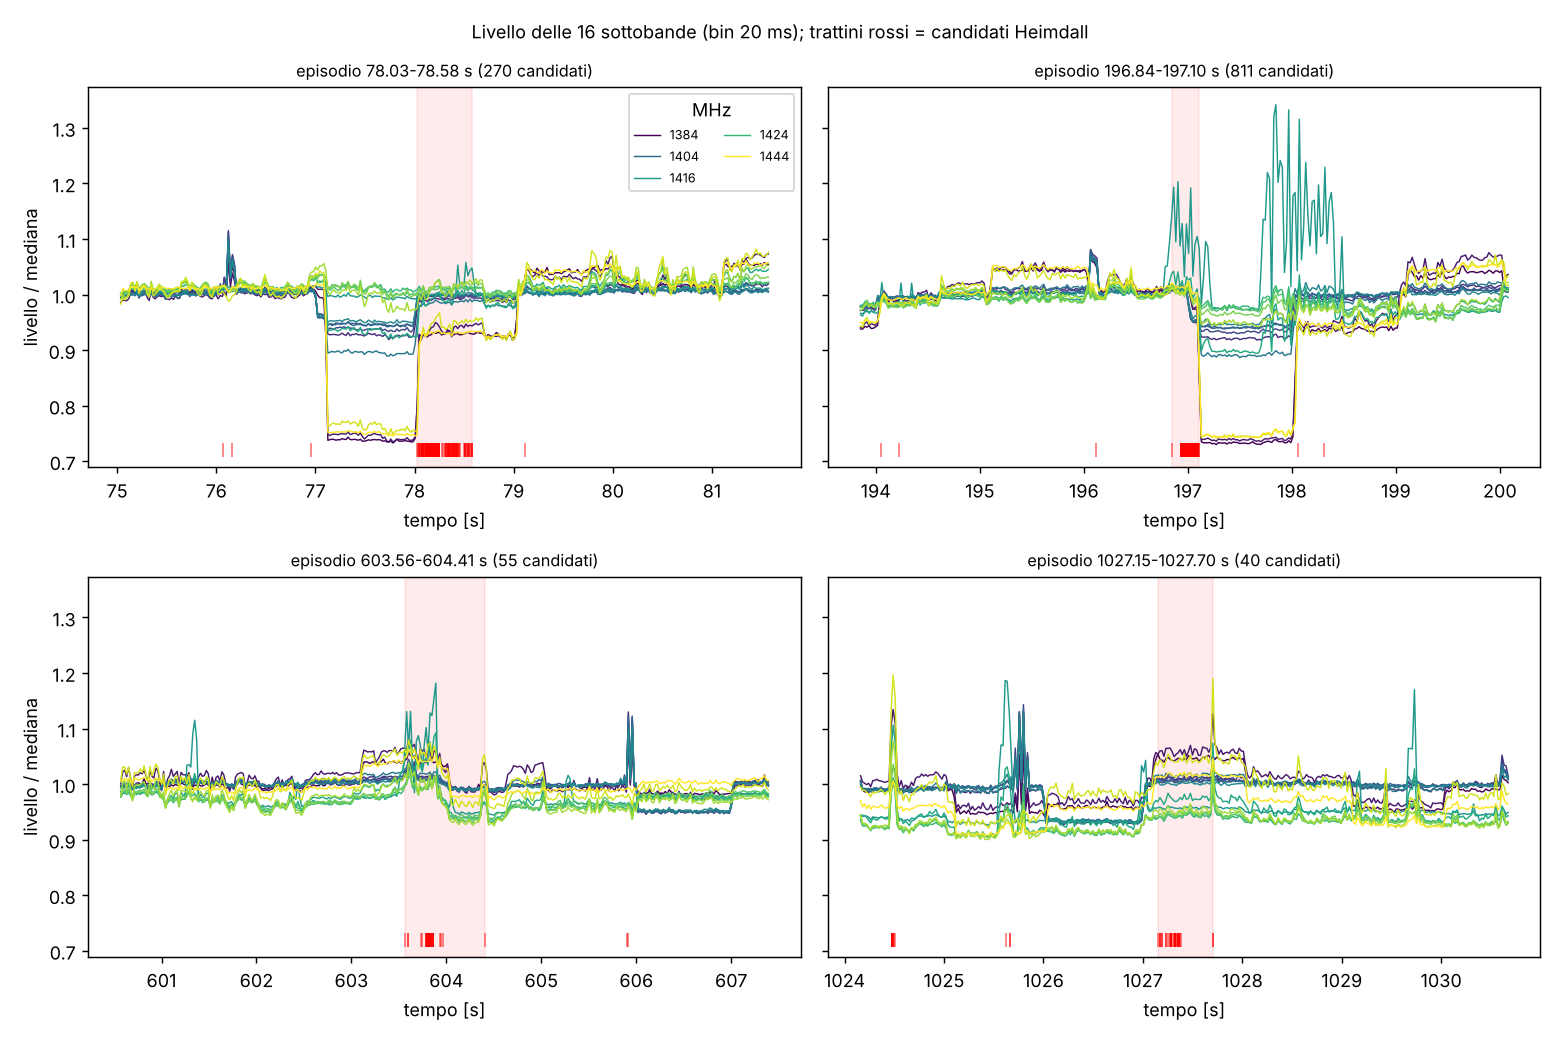 Livello delle 16 sottobande (bin 20 ms); trattini rossi = candidati Heimdall
episodio 78.03-78.58 s (270 candidati)
livello / mediana
1.3
1.2
1.1
1.0
0.9
0.8
0.7
MHz
1384
1404
1416
1424
1444
75 76 77 78 79 80 81
tempo [s]
episodio 196.84-197.10 s (811 candidati)
194 195 196 197 198 199 200
tempo [s]
episodio 603.56-604.41 s (55 candidati)
livello / mediana
1.3
1.2
1.1
1.0
0.9
0.8
0.7
601 602 603 604 605 606 607
tempo [s]
episodio 1027.15-1027.70 s (40 candidati)
1024 1025 1026 1027 1028 1029 1030
tempo [s]